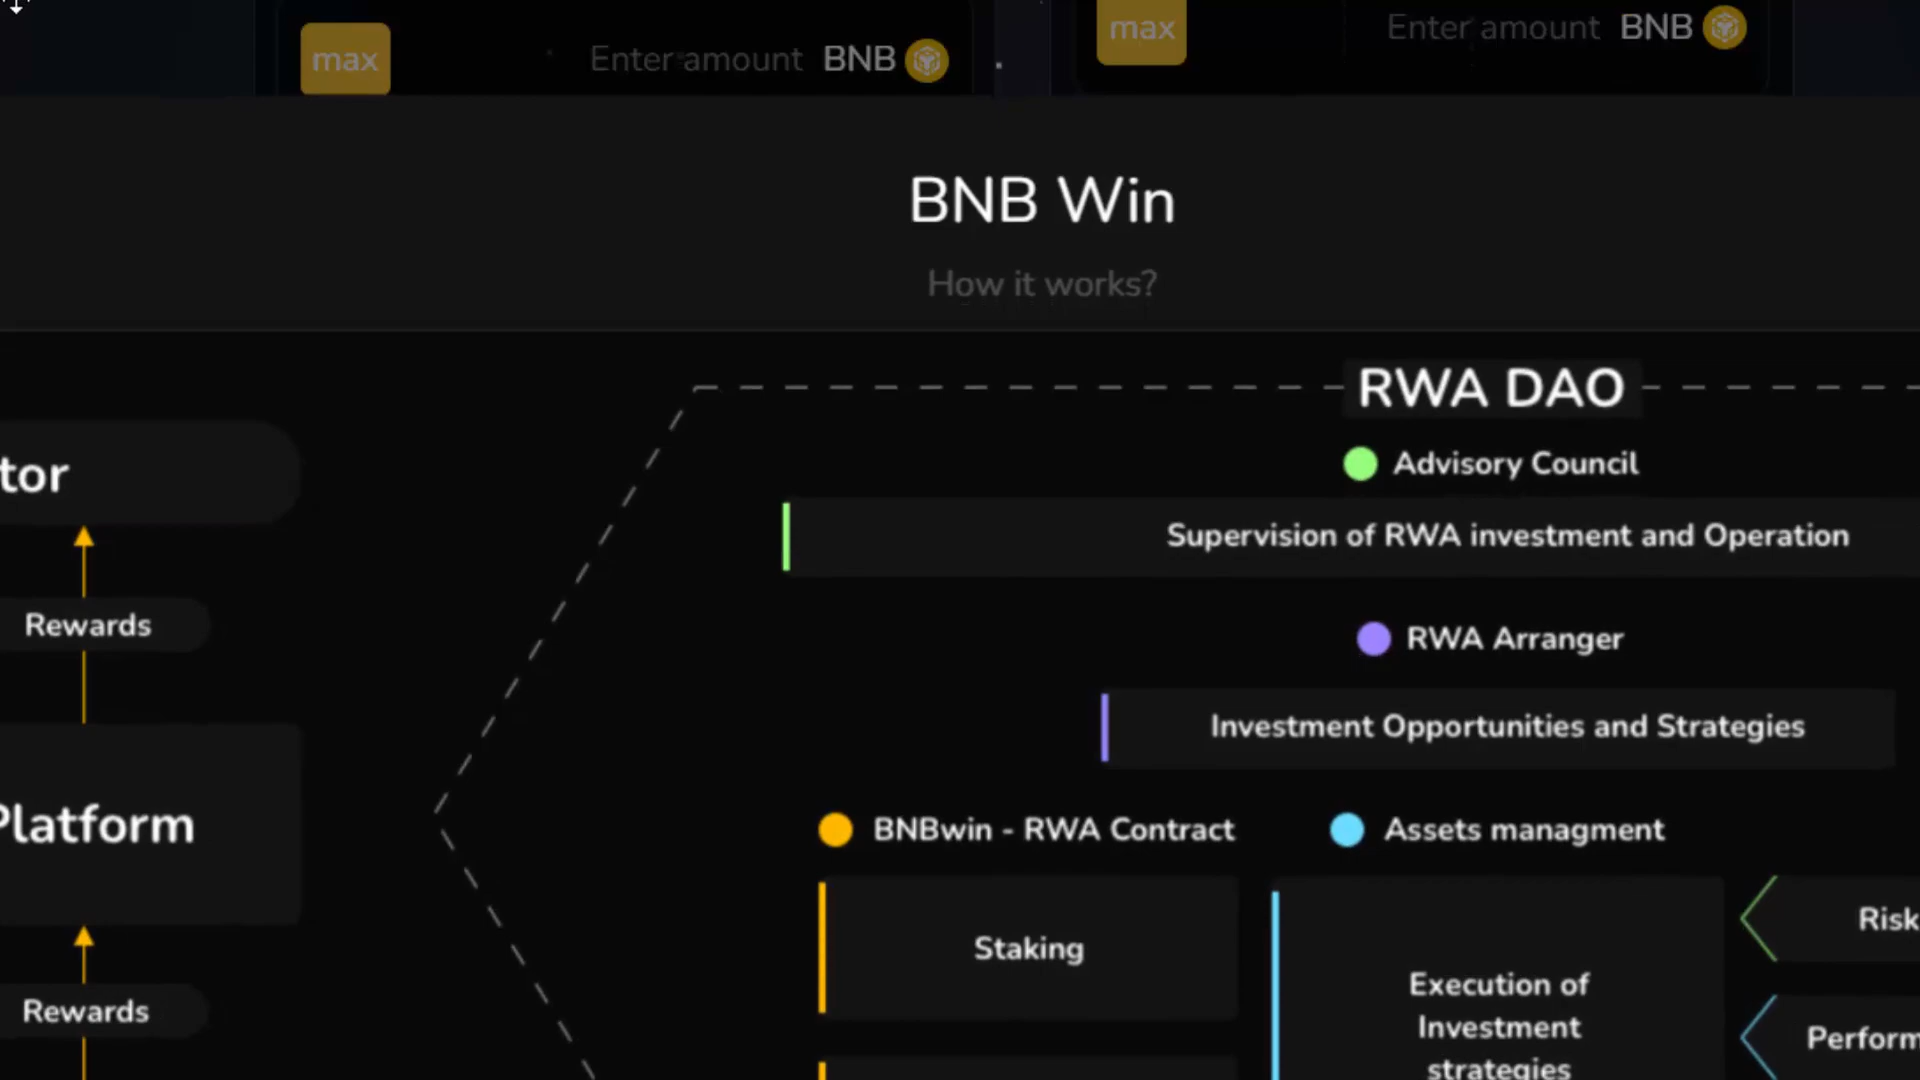 max Enter amount BNB
max Enter amount BNB
BNB Win
How it works?
RWA DAO
Advisory Council
Supervision of RWA investment and Operation
RWA Arranger
Investment Opportunities and Strategies
BNBwin - RWA Contract
Assets managment
Staking
Execution of
Investment
strategies
Risk
Perform
tor
Rewards
Platform
Rewards